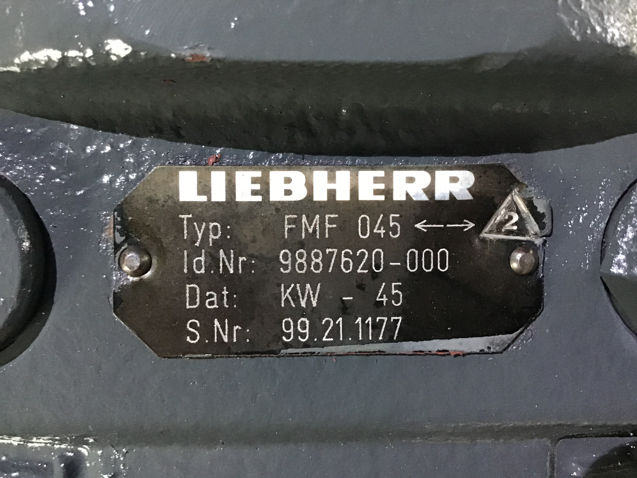 LIEBHERR
Typ: FMF 045 ←→ 2
Id.Nr: 9887620-000
Dat: KW - 45
S.Nr: 99.21.1177